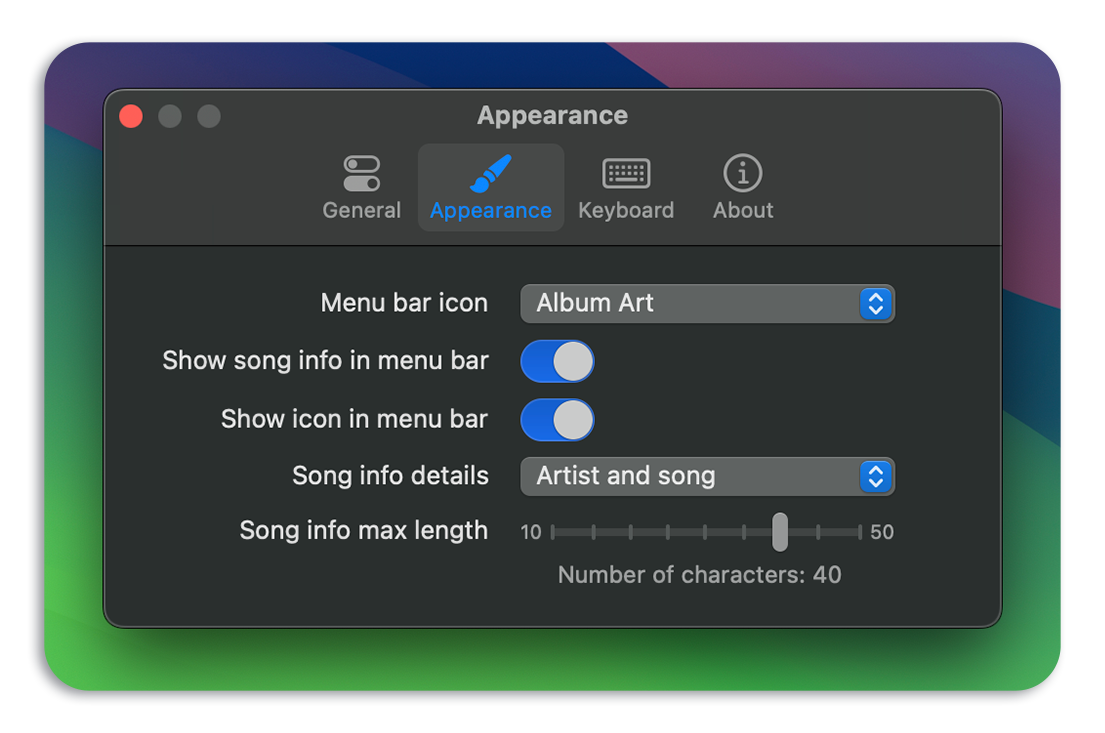 Appearance
General Appearance Keyboard About
Menu bar icon Album Art
Show song info in menu bar
Show icon in menu bar
Song info details Artist and song
Song info max length 10 50
Number of characters: 40